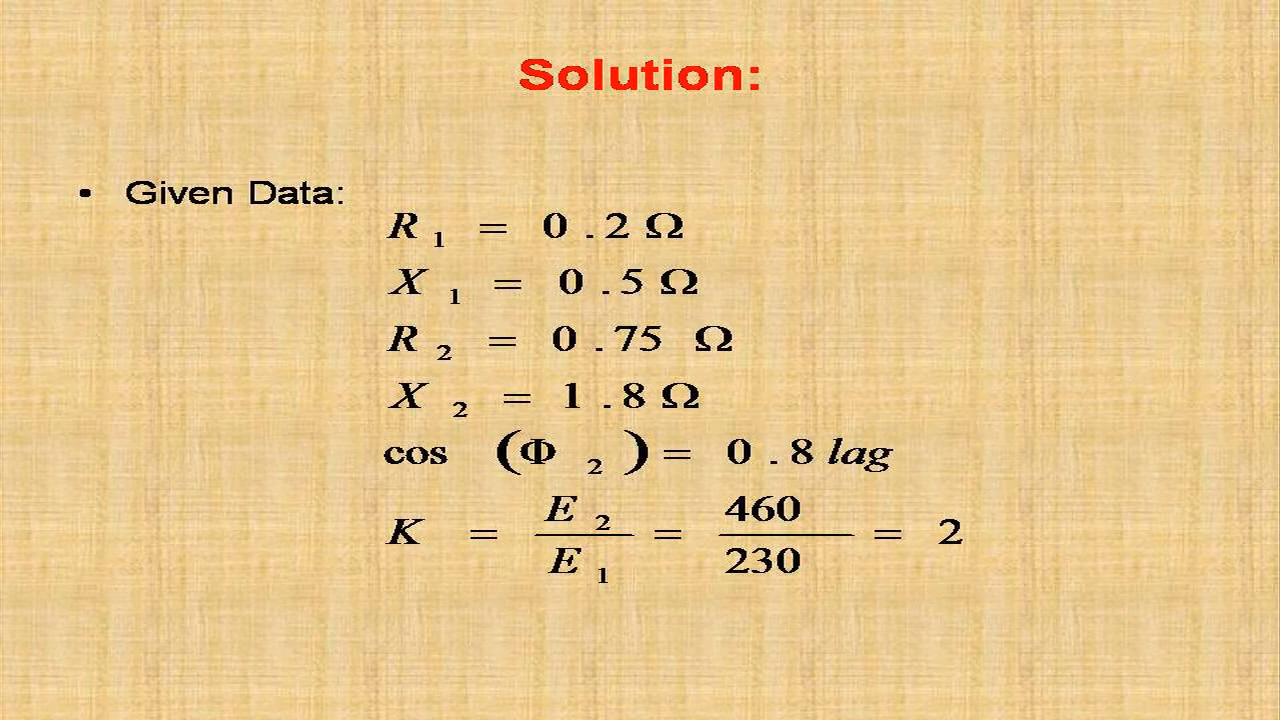 Solution:
• Given Data:
R₁ = 0.2 Ω
X₁ = 0.5 Ω
R₂ = 0.75 Ω
X₂ = 1.8 Ω
cos (Φ₂) = 0.8 lag
K = E₂/E₁ = 460/230 = 2